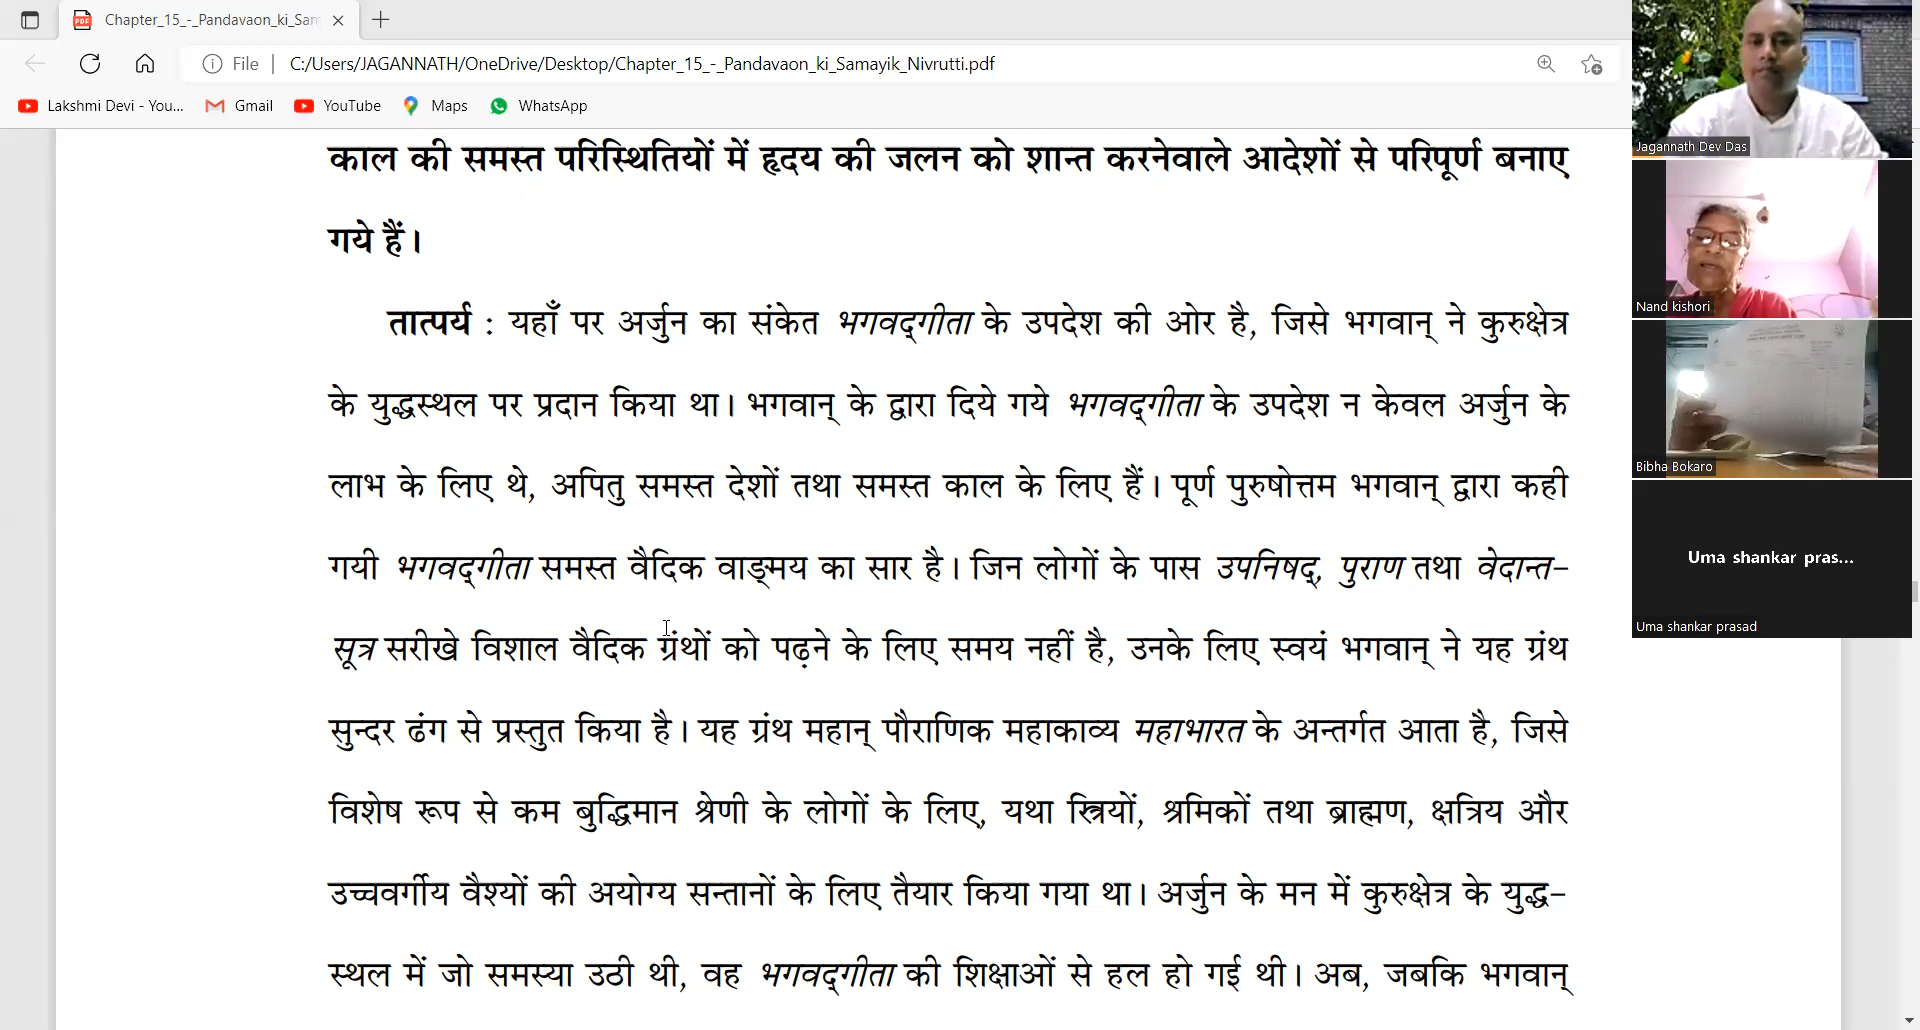 Chapter_15_-_Pandavaon_ki_Sam
File
C:/Users/JAGANNATH/OneDrive/Desktop/Chapter_15_-_Pandavaon_ki_Samayik_Nivrutti.pdf
Lakshmi Devi - You...
Gmail
YouTube
Maps
WhatsApp
काल की समस्त परिस्थितियों में हृदय की जलन को शान्त करनेवाले आदेशों से परिपूर्ण बनाए
गये हैं।
तात्पर्य : यहाँ पर अर्जुन का संकेत भगवद्‌गीता के उपदेश की ओर है, जिसे भगवान् ने कुरुक्षेत्र
के युद्धस्थल पर प्रदान किया था। भगवान् के द्वारा दिये गये भगवद्‌गीता के उपदेश न केवल अर्जुन के
लाभ के लिए थे, अपितु समस्त देशों तथा समस्त काल के लिए हैं। पूर्ण पुरुषोत्तम भगवान् द्वारा कही
गयी भगवद्‌गीता समस्त वैदिक वाङ्मय का सार है। जिन लोगों के पास उपनिषद्, पुराण तथा वेदान्त-
सूत्र सरीखे विशाल वैदिक ग्रंथों को पढ़ने के लिए समय नहीं है, उनके लिए स्वयं भगवान् ने यह ग्रंथ
सुन्दर ढंग से प्रस्तुत किया है। यह ग्रंथ महान् पौराणिक महाकाव्य महाभारत के अन्तर्गत आता है, जिसे
विशेष रूप से कम बुद्धिमान श्रेणी के लोगों के लिए, यथा स्त्रियों, श्रमिकों तथा ब्राह्मण, क्षत्रिय और
उच्चवर्गीय वैश्यों की अयोग्य सन्तानों के लिए तैयार किया गया था। अर्जुन के मन में कुरुक्षेत्र के युद्ध-
स्थल में जो समस्या उठी थी, वह भगवद्‌गीता की शिक्षाओं से हल हो गई थी। अब, जबकि भगवान्
Jagannath Dev Das
Nand kishori
Bibha Bokaro
Uma shankar pras...
Uma shankar prasad